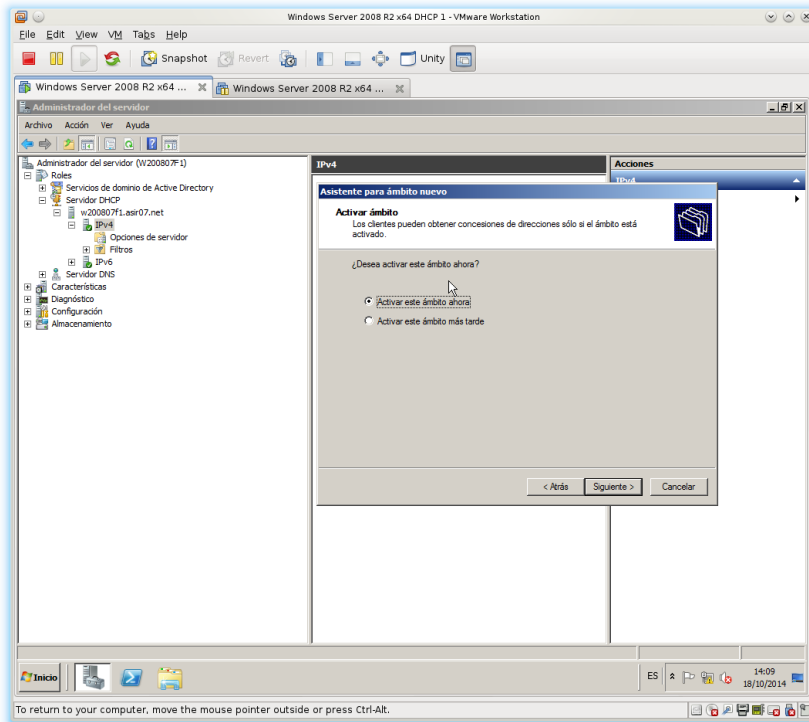 Windows Server 2008 R2 x64 DHCP 1 - VMware Workstation
File Edit View VM Tabs Help
Snapshot Revert Unity
Windows Server 2008 R2 x64 ... Windows Server 2008 R2 x64 ...
Administrador del servidor
Archivo Acción Ver Ayuda
Administrador del servidor (W200807F1)
Roles
Servicios de dominio de Active Directory
Servidor DHCP
w200807f1.asir07.net
IPv4
Opciones de servidor
Filtros
IPv6
Servidor DNS
Características
Diagnóstico
Configuración
Almacenamiento
IPv4
Acciones
IPv4
Asistente para ámbito nuevo
Activar ámbito
Los clientes pueden obtener concesiones de direcciones sólo si el ámbito está
activado.
¿Desea activar este ámbito ahora?
Activar este ámbito ahora
Activar este ámbito más tarde
< Atrás Siguiente > Cancelar
Inicio
ES
14:09
18/10/2014
To return to your computer, move the mouse pointer outside or press Ctrl-Alt.